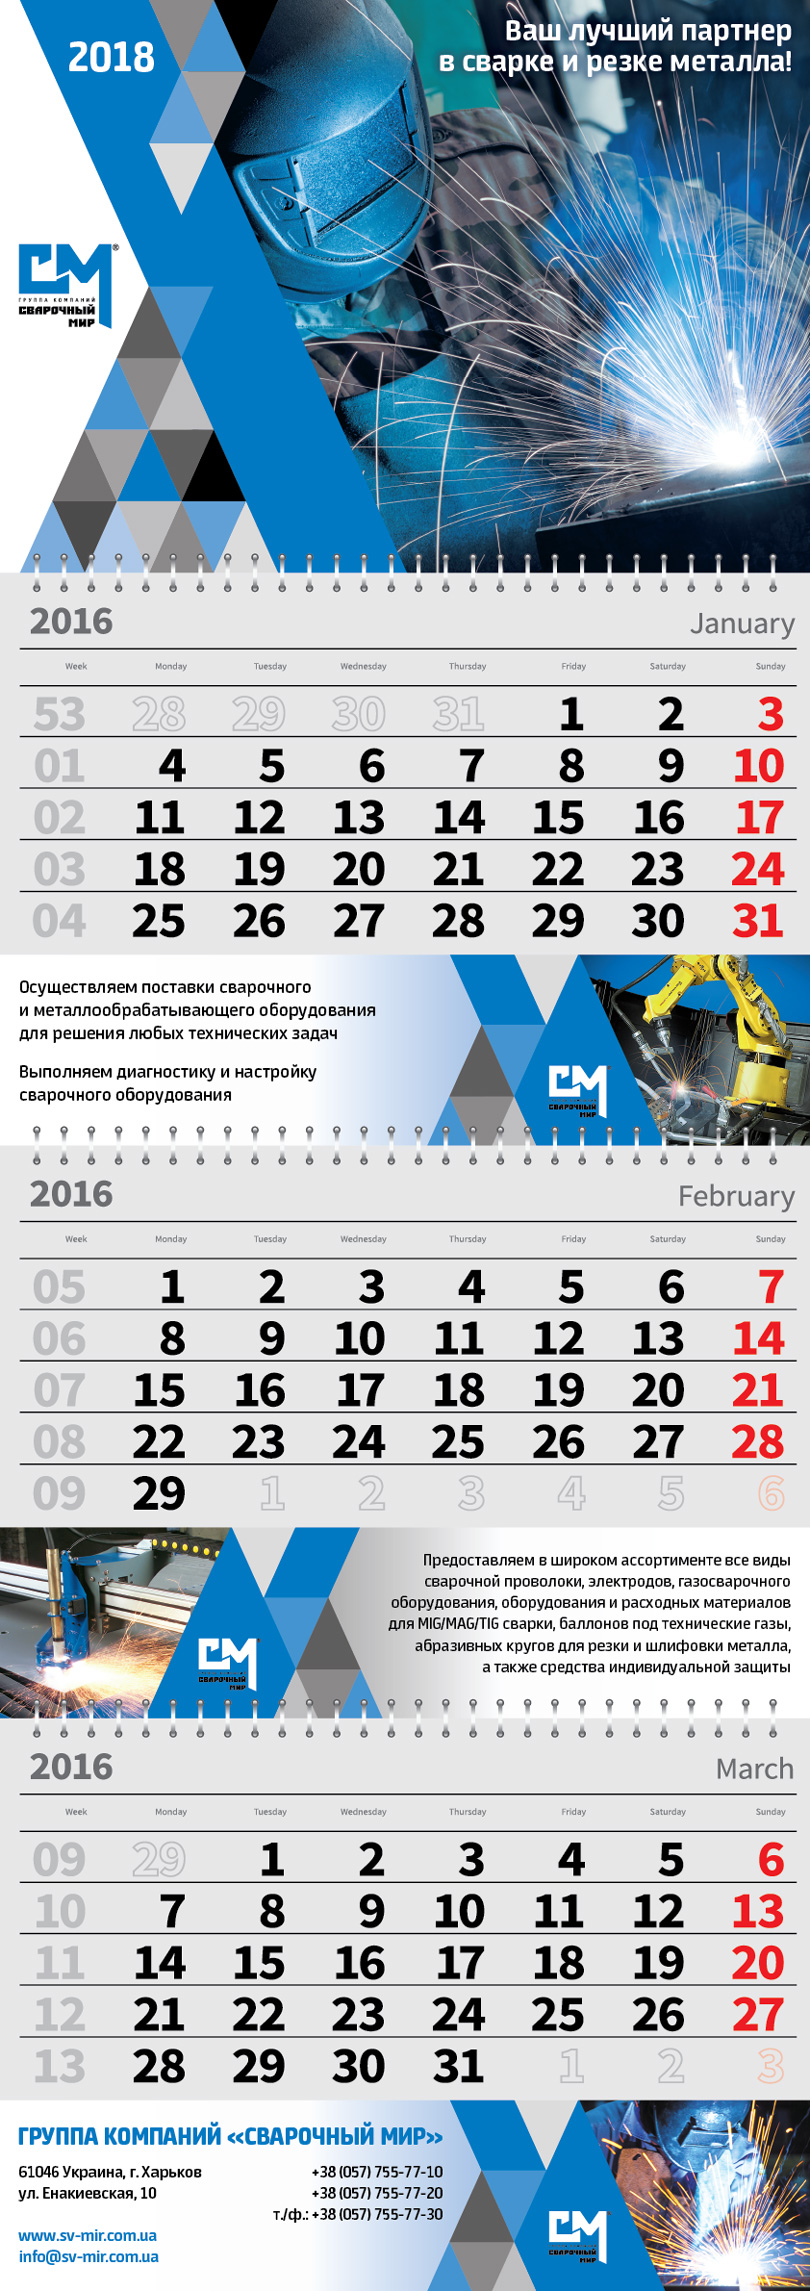 Ваш лучший партнер
2018
в сварке и резке металла!
СМ®
ГРУППА КОМПАНИЙ
СВАРОЧНЫЙ
МИР
2016 January
Week Monday Tuesday Wednesday Thursday Friday Saturday Sunday
53 28 29 30 31 1 2 3
01 4 5 6 7 8 9 10
02 11 12 13 14 15 16 17
03 18 19 20 21 22 23 24
04 25 26 27 28 29 30 31
Осуществляем поставки сварочного
и металлообрабатывающего оборудования
для решения любых технических задач
Выполняем диагностику и настройку
сварочного оборудования
СМ
СВАРОЧНЫЙ
МИР
2016 February
Week Monday Tuesday Wednesday Thursday Friday Saturday Sunday
05 1 2 3 4 5 6 7
06 8 9 10 11 12 13 14
07 15 16 17 18 19 20 21
08 22 23 24 25 26 27 28
09 29 1 2 3 4 5 6
Предоставляем в широком ассортименте все виды
сварочной проволоки, электродов, газосварочного
оборудования, оборудования и расходных материалов
для MIG/MAG/TIG сварки, баллонов под технические газы,
абразивных кругов для резки и шлифовки металла,
а также средства индивидуальной защиты
СМ
СВАРОЧНЫЙ
МИР
2016 March
Week Monday Tuesday Wednesday Thursday Friday Saturday Sunday
09 29 1 2 3 4 5 6
10 7 8 9 10 11 12 13
11 14 15 16 17 18 19 20
12 21 22 23 24 25 26 27
13 28 29 30 31 1 2 3
ГРУППА КОМПАНИЙ «СВАРОЧНЫЙ МИР»
61046 Украина, г. Харьков +38 (057) 755-77-10
ул. Енакиевская, 10 +38 (057) 755-77-20
т./ф.: +38 (057) 755-77-30
www.sv-mir.com.ua
info@sv-mir.com.ua
СМ
СВАРОЧНЫЙ
МИР